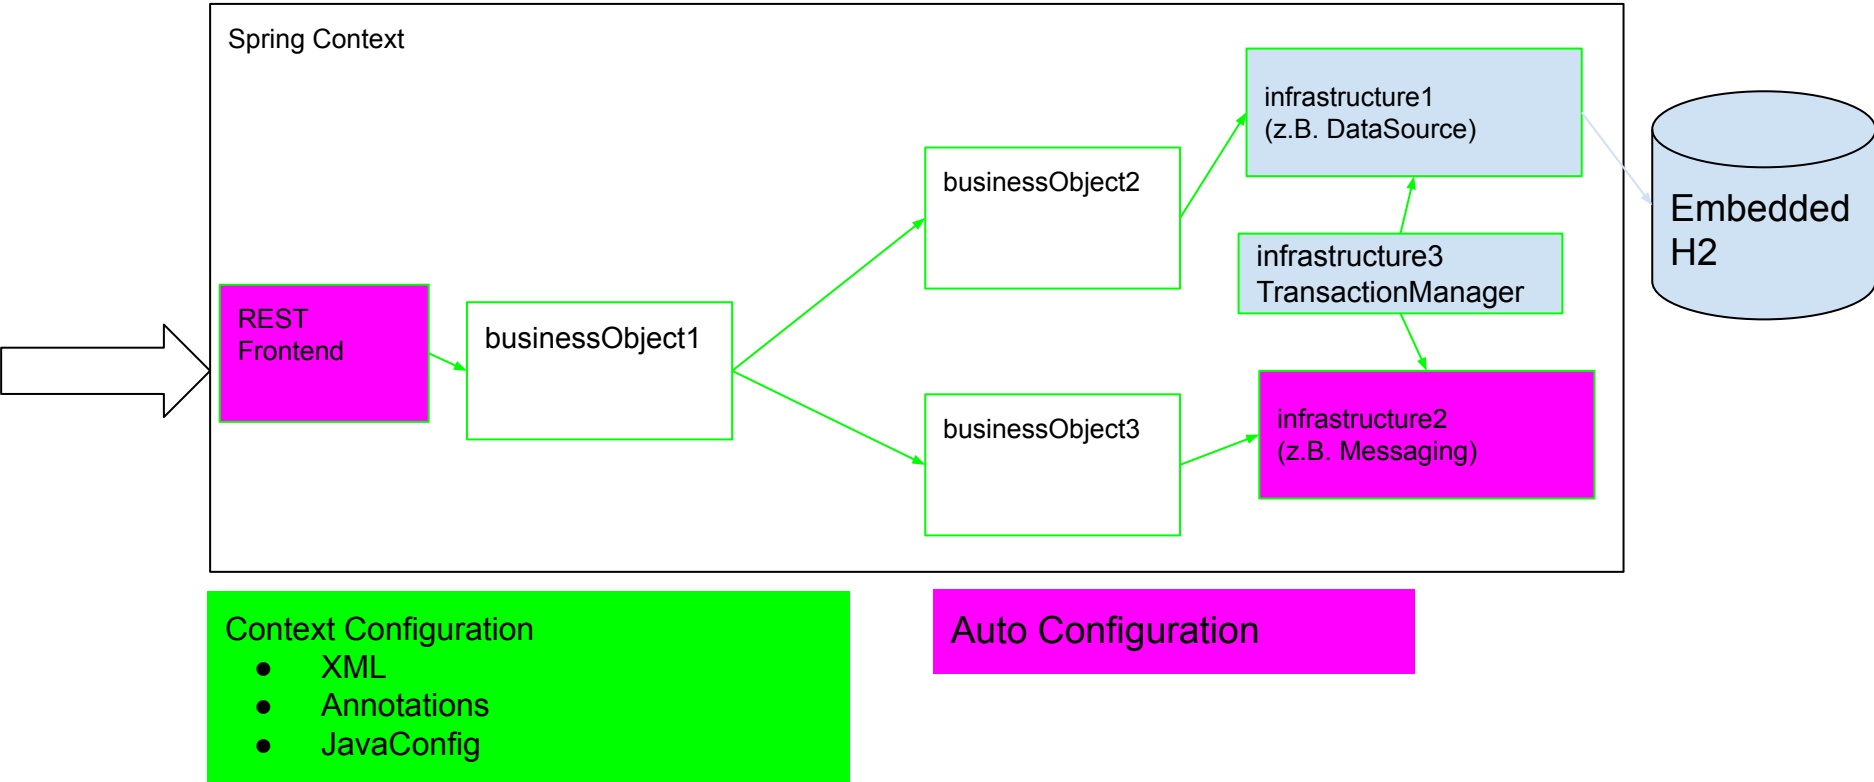 Spring Context
infrastructure1
(z.B. DataSource)
businessObject2
Embedded
H2
infrastructure3
TransactionManager
REST
Frontend
businessObject1
businessObject3
infrastructure2
(z.B. Messaging)
Context Configuration
● XML
● Annotations
● JavaConfig
Auto Configuration